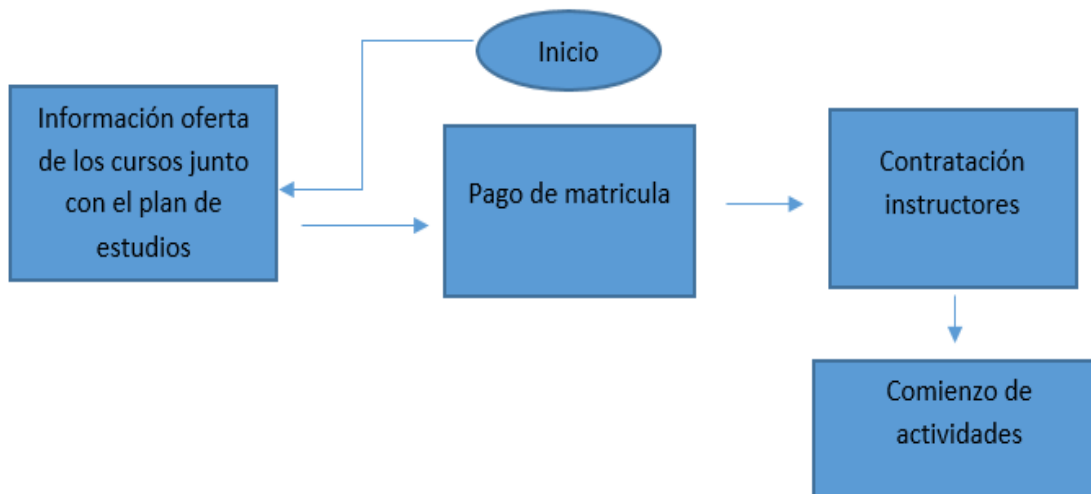 Inicio
Información oferta
de los cursos junto
con el plan de
estudios
Pago de matricula
Contratación
instructores
Comienzo de
actividades